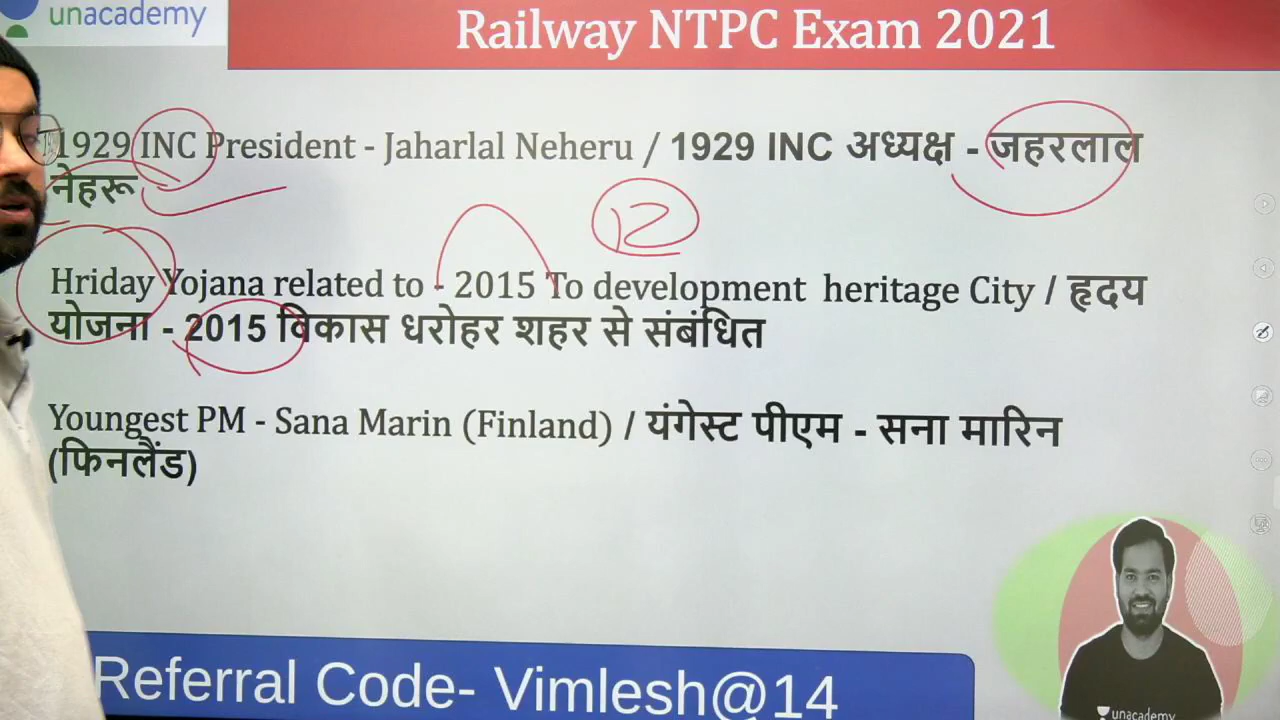 unacademy
Railway NTPC Exam 2021
1929 INC President - Jaharlal Neheru / 1929 INC अध्यक्ष - जहरलाल
नेहरू
12
Hriday Yojana related to - 2015 To development heritage City / हृदय
योजना - 2015 विकास धरोहर शहर से संबंधित
Youngest PM - Sana Marin (Finland) / यंगेस्ट पीएम - सना मारिन
(फिनलैंड)
Referral Code- Vimlesh@14
unacademy